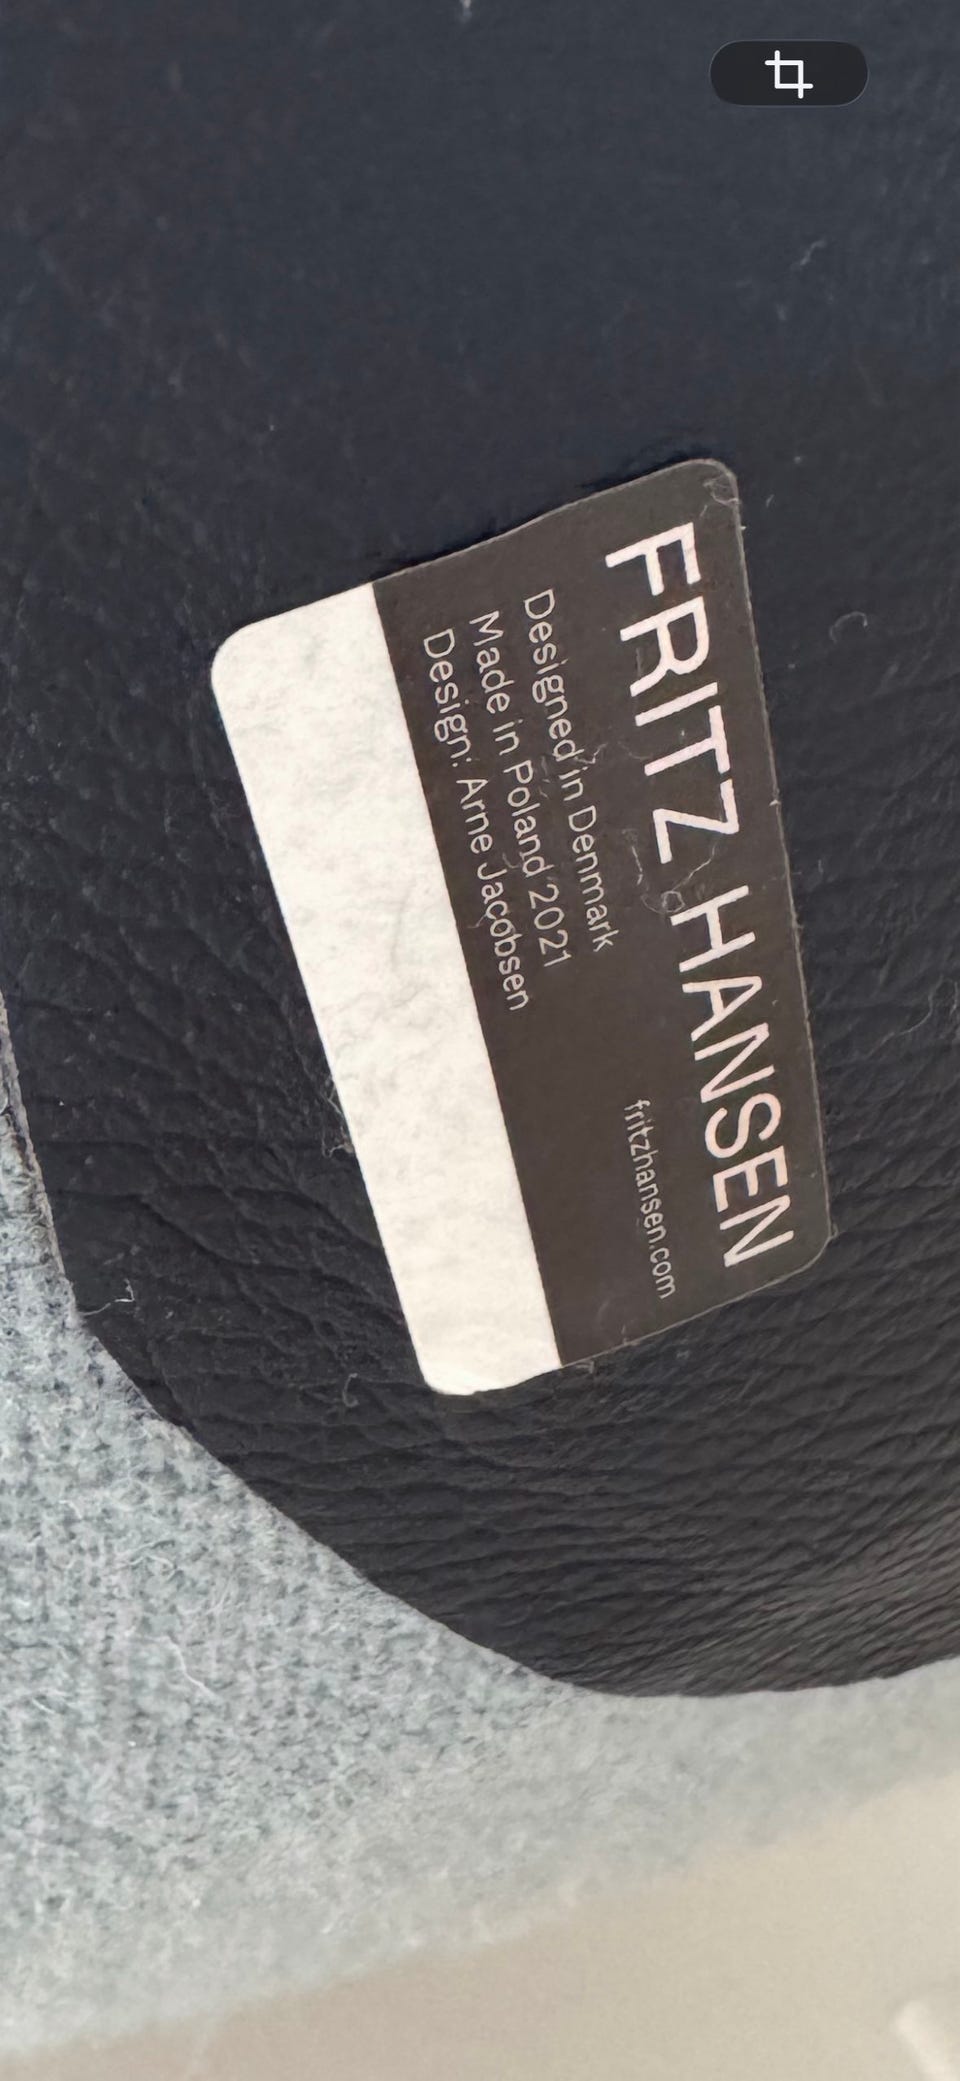 FRITZ HANSEN
fritzhansen.com
Designed in Denmark
Made in Poland 2021
Design: Arne Jacobsen